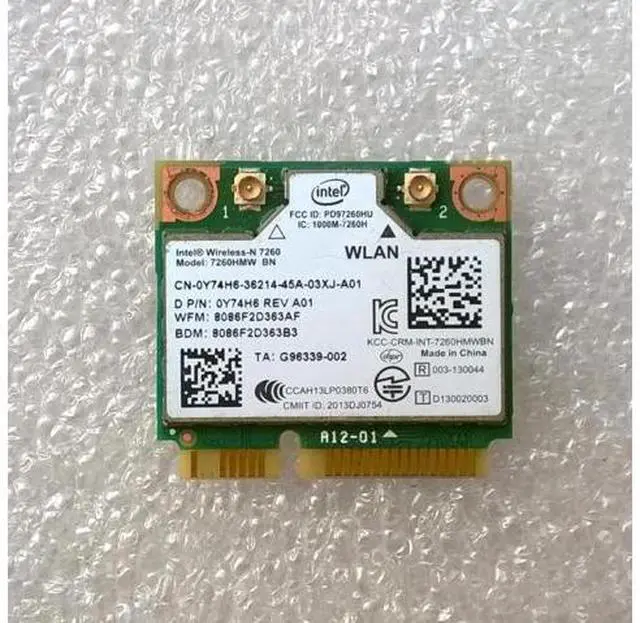 intel
1
2
FCC ID: PD97260HU
IC: 1000M-7260H
Intel® Wireless-N 7260
Model: 7260HMW BN
WLAN
CN-0Y74H6-36214-45A-03XJ-A01
D P/N: 0Y74H6 REV A01
WFM: 8086F2D363AF
BDM: 8086F2D363B3
KCC-CRM-INT-7260HMWBN
Made in China
TA: G96339-002
R 003-130044
CCAH13LP0380T6
CMIIT ID: 2013DJ0754
T D130020003
A12-01